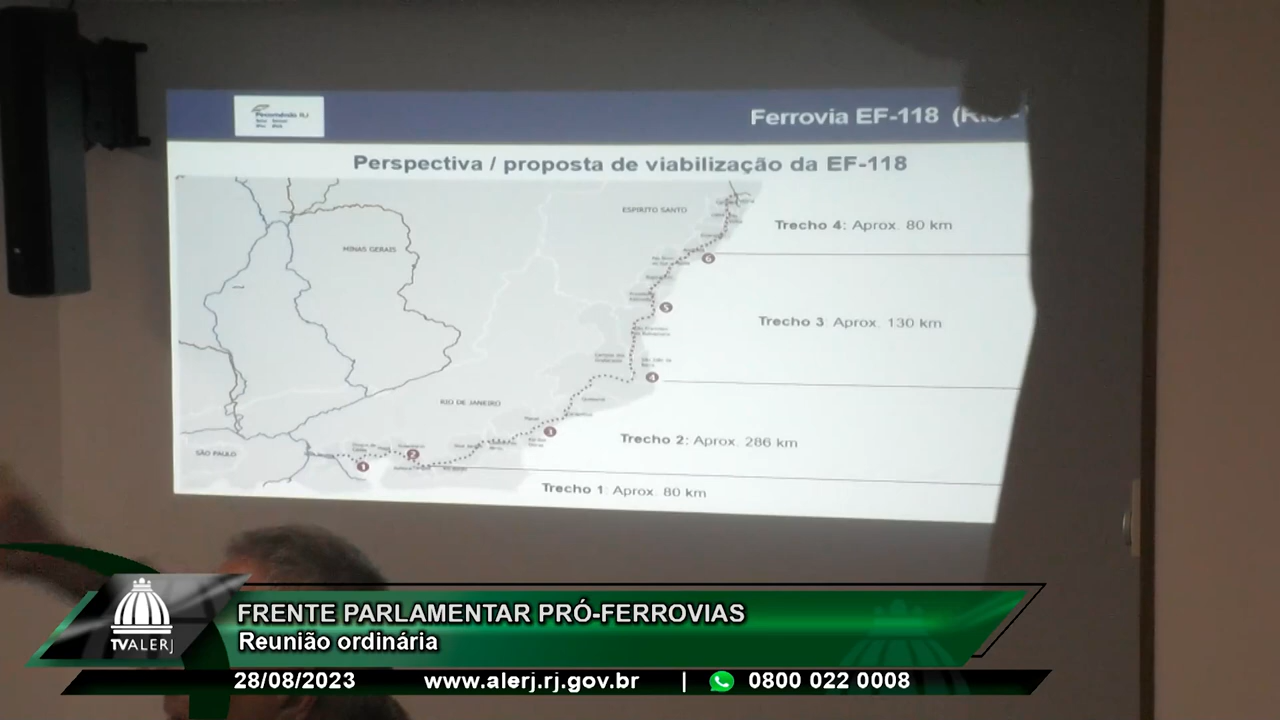 Fecomércio RJ
Ferrovia EF-118 (Rio -
Perspectiva / proposta de viabilização da EF-118
ESPIRITO SANTO
Trecho 4: Aprox. 80 km
MINAS GERAIS
6
5
Trecho 3: Aprox. 130 km
4
RIO DE JANEIRO
3
Trecho 2: Aprox. 286 km
SÃO PAULO
2
1
Trecho 1: Aprox. 80 km
FRENTE PARLAMENTAR PRÓ-FERROVIAS
Reunião ordinária
TVALERJ
28/08/2023 www.alerj.rj.gov.br | 0800 022 0008